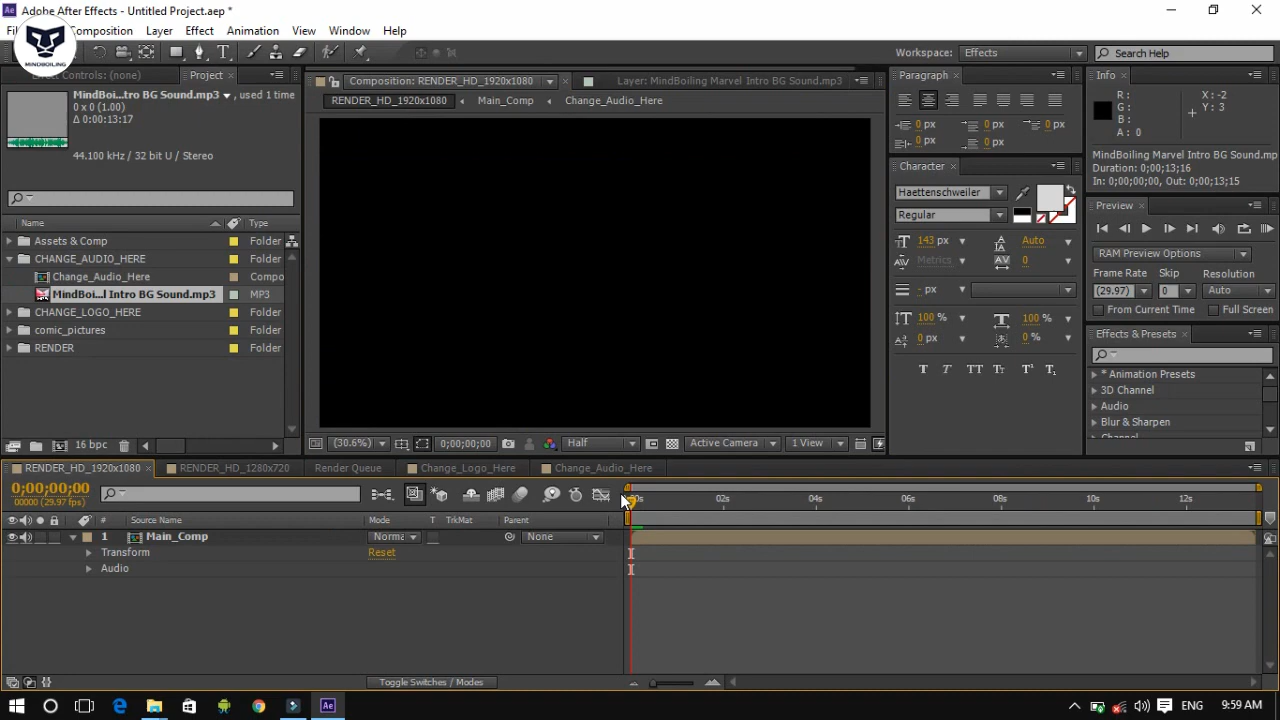 Adobe After Effects - Untitled Project.aep *
Composition Layer Effect Animation View Window Help
MINDBOILING
Workspace: Effects Search Help
Effect Controls: (none) Project
Composition: RENDER_HD_1920x1080 Layer: MindBoiling Marvel Intro BG Sound.mp3
Paragraph Info
MindBoi...tro BG Sound.mp3 , used 1 time
0 x 0 (1.00)
Δ 0:00:13:17
44.100 kHz / 32 bit U / Stereo
RENDER_HD_1920x1080 Main_Comp Change_Audio_Here
0 px 0 px 0 px
0 px 0 px
R :
G :
B :
A : 0
X : -2
Y : 3
MindBoiling Marvel Intro BG Sound.mp
Duration: 0;00;13;16
In: 0;00;00;00, Out: 0;00;13;15
Character
Haettenschweiler
Regular
143 px Auto
Metrics 0
- px
100 % 100 %
0 px 0 %
T T TT Tт T¹ T₁
Preview
RAM Preview Options
Frame Rate Skip Resolution
(29.97) 0 Auto
From Current Time Full Screen
Effects & Presets
* Animation Presets
3D Channel
Audio
Blur & Sharpen
Channel
Name Type
Assets & Comp Folder
CHANGE_AUDIO_HERE Folder
Change_Audio_Here Compo
MindBoi...l Intro BG Sound.mp3 MP3
CHANGE_LOGO_HERE Folder
comic_pictures Folder
RENDER Folder
16 bpc
(30.6%) 0;00;00;00 Half Active Camera 1 View
RENDER_HD_1920x1080 RENDER_HD_1280x720 Render Queue Change_Logo_Here Change_Audio_Here
0;00;00;00
00000 (29.97 fps)
02s 04s 06s 08s 10s 12s
# Source Name Mode T TrkMat Parent
1 Main_Comp Norma None
Transform Reset
Audio
Toggle Switches / Modes
Ae ENG 9:59 AM